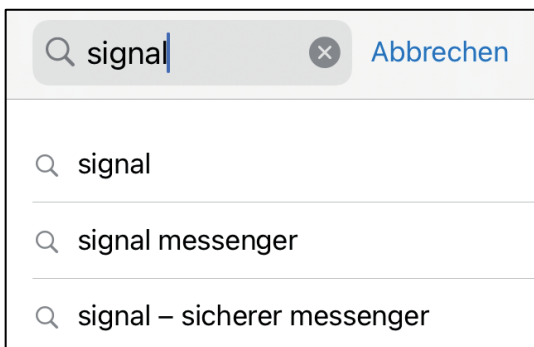 signal Abbrechen
signal
signal messenger
signal – sicherer messenger